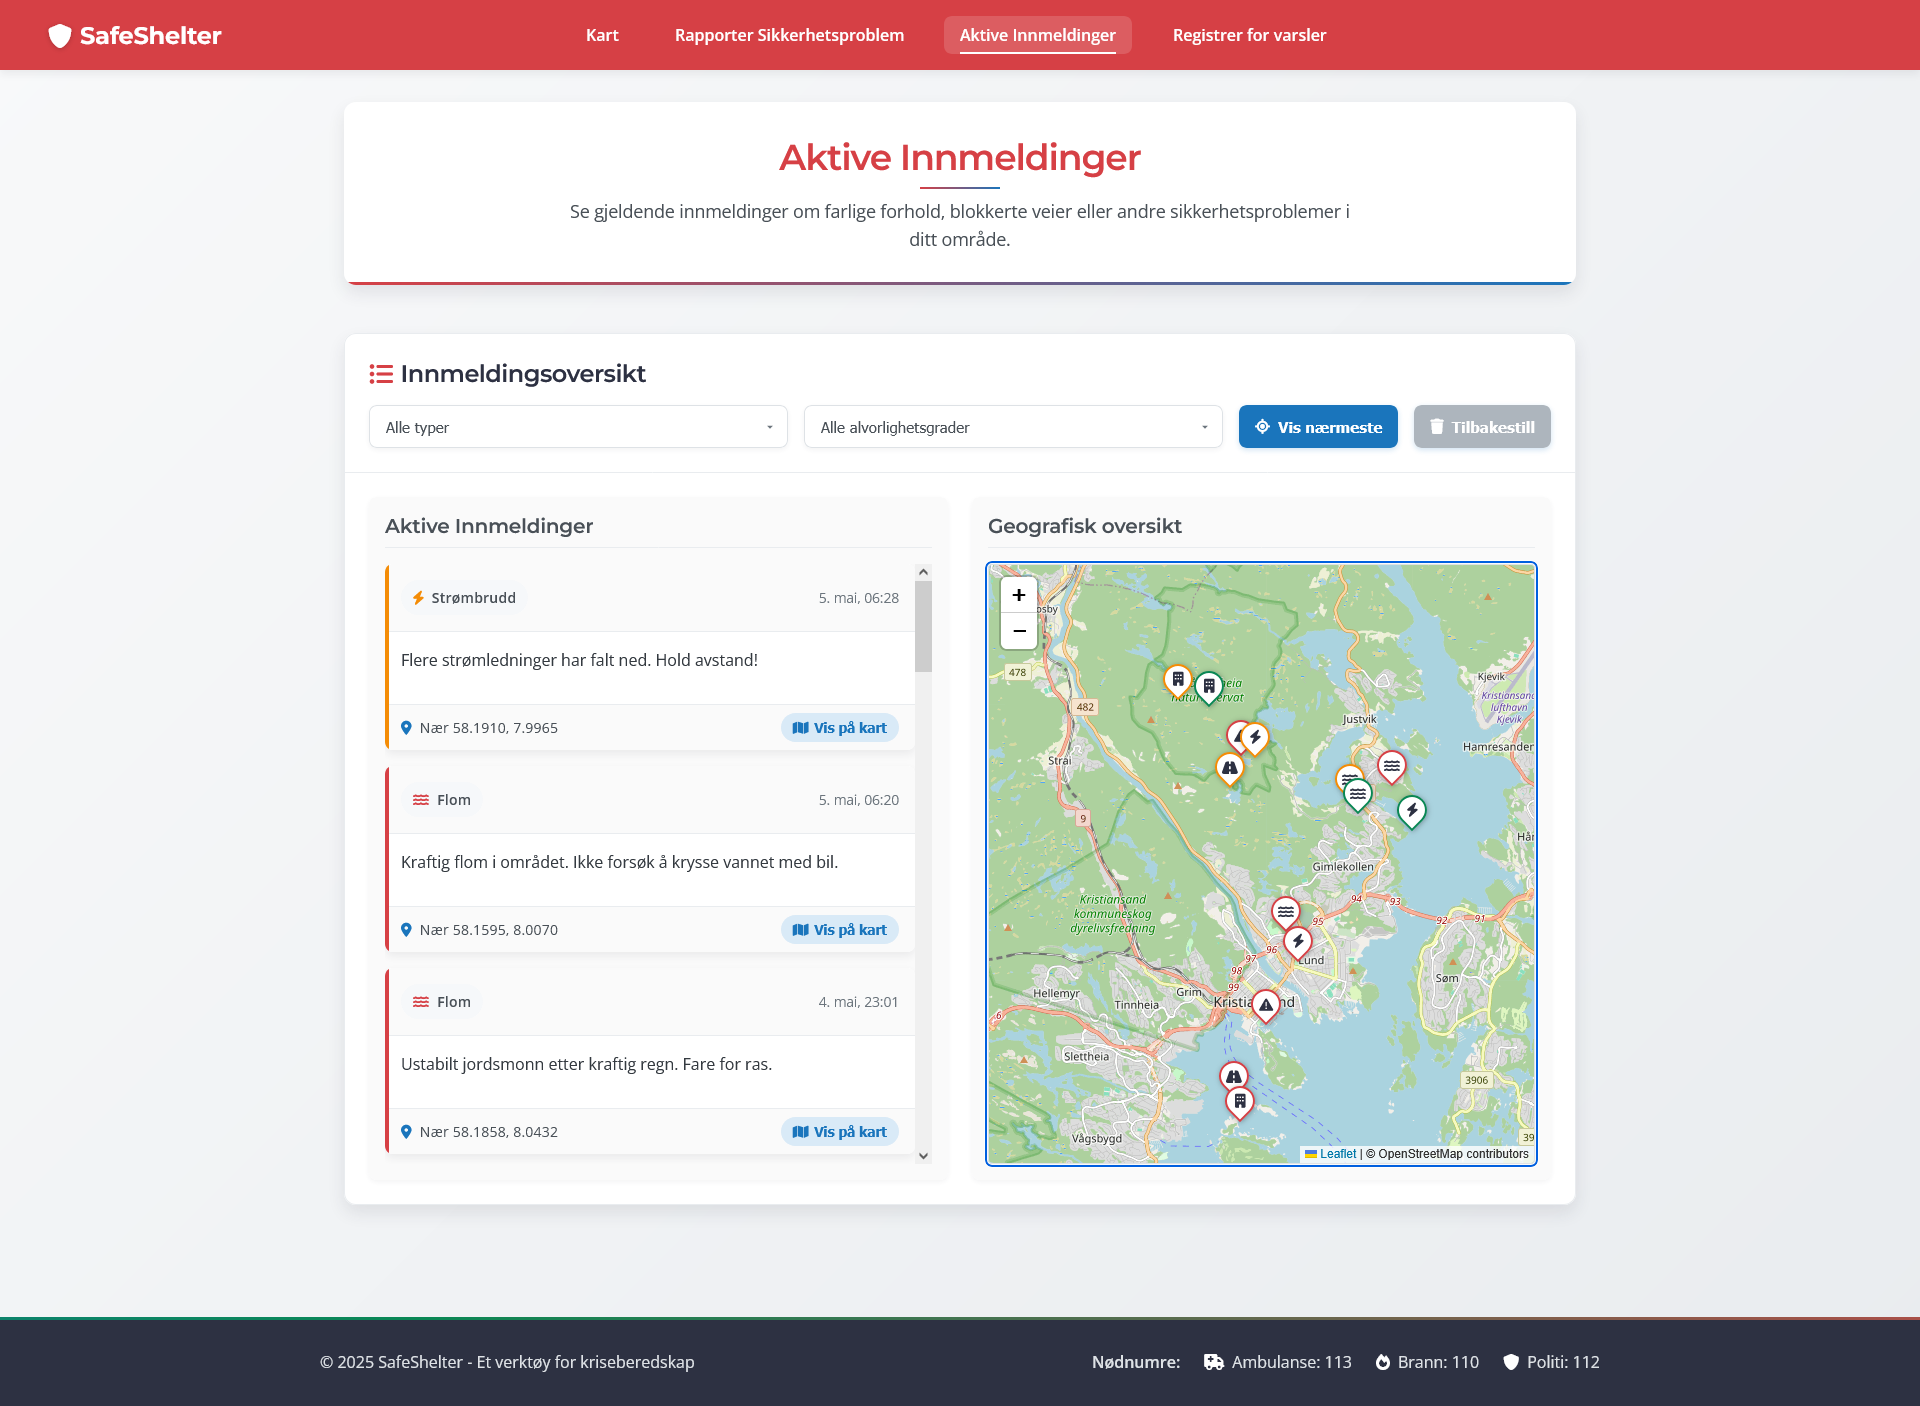 SafeShelter
Kart
Rapporter Sikkerhetsproblem
Aktive Innmeldinger
Registrer for varsler
Aktive Innmeldinger
Se gjeldende innmeldinger om farlige forhold, blokkerte veier eller andre sikkerhetsproblemer i
ditt område.
Innmeldingsoversikt
Alle typer
Alle alvorlighetsgrader
Vis nærmeste
Tilbakestill
Aktive Innmeldinger
Strømbrudd
5. mai, 06:28
Flere strømledninger har falt ned. Hold avstand!
Nær 58.1910, 7.9965
Vis på kart
Flom
5. mai, 06:20
Kraftig flom i området. Ikke forsøk å krysse vannet med bil.
Nær 58.1595, 8.0070
Vis på kart
Flom
4. mai, 23:01
Ustabilt jordsmonn etter kraftig regn. Fare for ras.
Nær 58.1858, 8.0432
Vis på kart
Geografisk oversikt
+
−
478
482
Kjevik
Kristiansand
lufthavn
Kjevik
Justvik
Hamresanden
Strai
9
Gimlekollen
Kristiansand
kommuneskog
dyrelivsfredning
94
93
92
91
95
96
97
98
99
Lund
Søm
Hellemyr
Tinnheia
Grim
Slettheia
3906
Vågsbygd
39
Leaflet | © OpenStreetMap contributors
© 2025 SafeShelter - Et verktøy for kriseberedskap
Nødnumre:
Ambulanse: 113
Brann: 110
Politi: 112